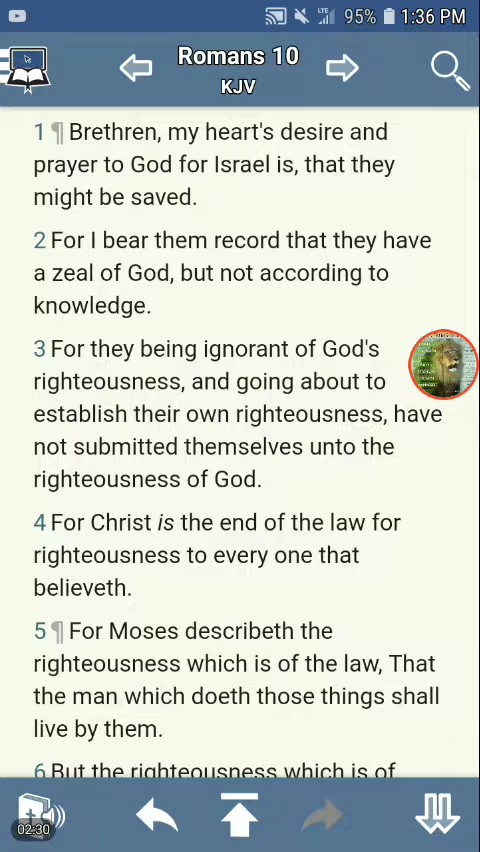 95% 1:36 PM
LTE
Romans 10
KJV
1 ¶ Brethren, my heart's desire and
prayer to God for Israel is, that they
might be saved.
2 For I bear them record that they have
a zeal of God, but not according to
knowledge.
3 For they being ignorant of God's
righteousness, and going about to
establish their own righteousness, have
not submitted themselves unto the
righteousness of God.
4 For Christ is the end of the law for
righteousness to every one that
believeth.
5 ¶ For Moses describeth the
righteousness which is of the law, That
the man which doeth those things shall
live by them.
6 But the righteousness which is of
02:30